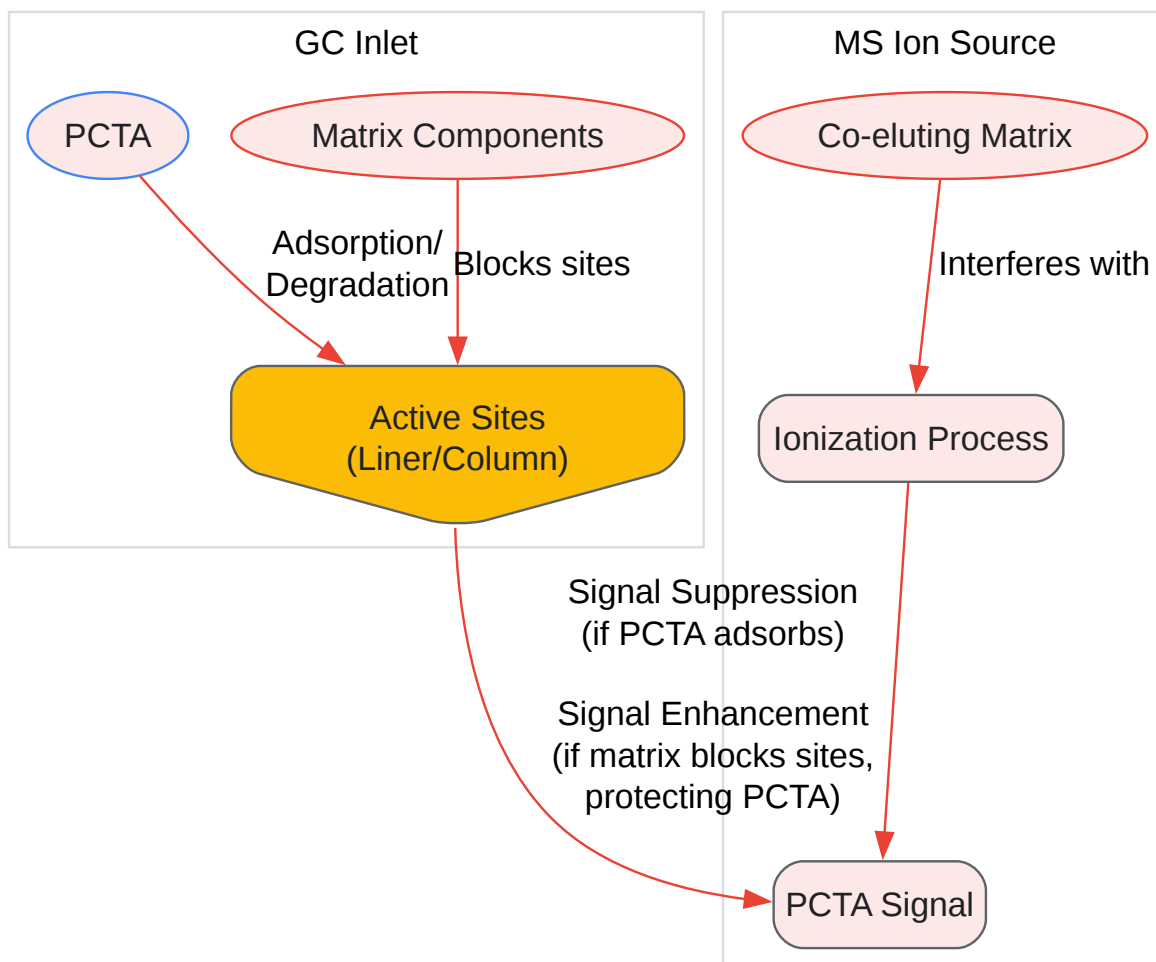 GC Inlet
MS Ion Source
PCTA
Matrix Components
Co-eluting Matrix
Adsorption/
Degradation
Blocks sites
Interferes with
Active Sites
(Liner/Column)
Ionization Process
Signal Suppression
(if PCTA adsorbs)
Signal Enhancement
(if matrix blocks sites,
protecting PCTA)
PCTA Signal